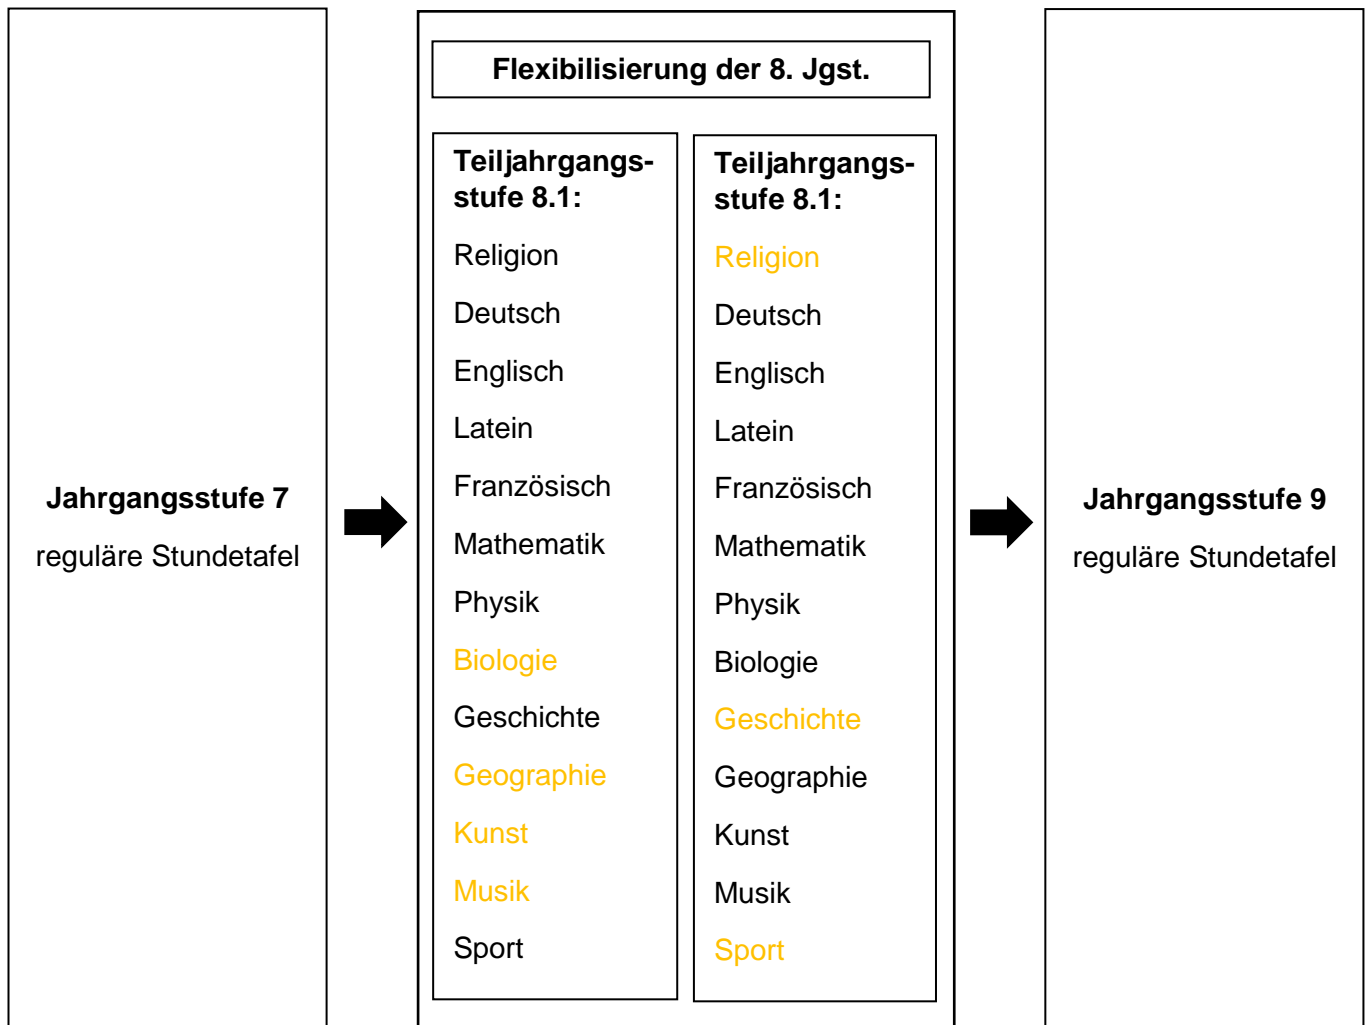 Jahrgangsstufe 7
reguläre Stundetafel
Flexibilisierung der 8. Jgst.
Teiljahrgangs-
stufe 8.1:
Religion
Deutsch
Englisch
Latein
Französisch
Mathematik
Physik
Biologie
Geschichte
Geographie
Kunst
Musik
Sport
Teiljahrgangs-
stufe 8.1:
Religion
Deutsch
Englisch
Latein
Französisch
Mathematik
Physik
Biologie
Geschichte
Geographie
Kunst
Musik
Sport
Jahrgangsstufe 9
reguläre Stundetafel